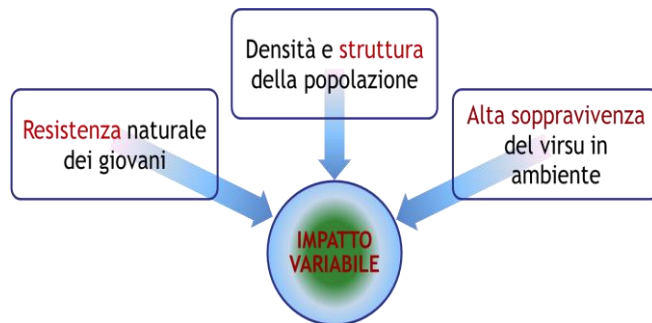 Densità e struttura
della popolazione
Resistenza naturale
dei giovani
Alta soppravivenza
del virsu in
ambiente
IMPATTO
VARIABILE